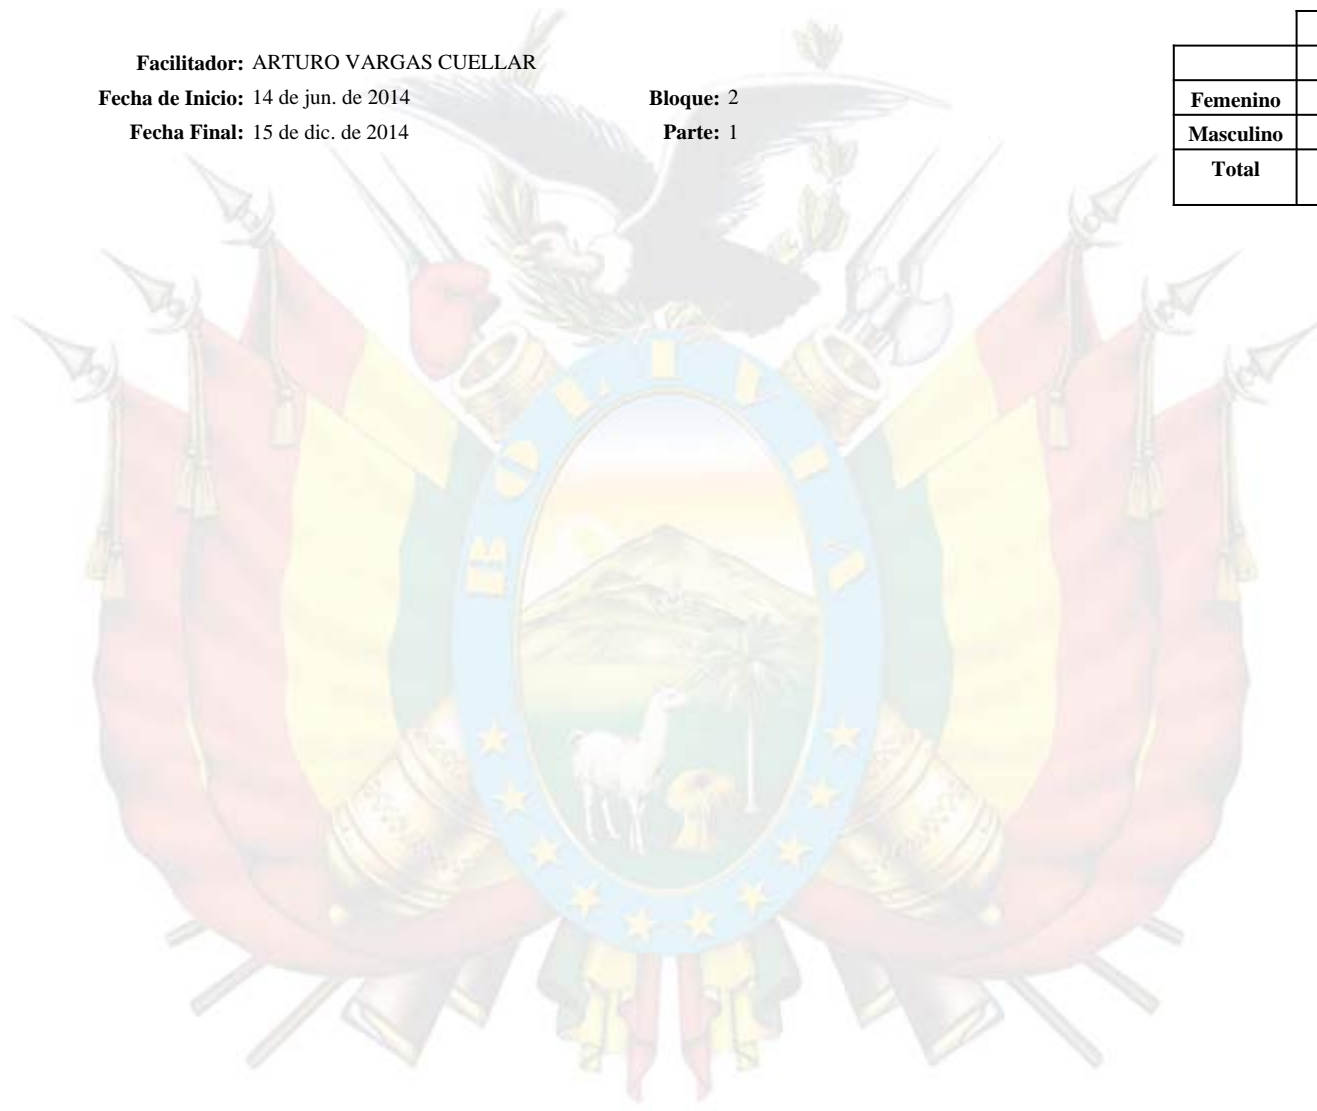 Facilitador: ARTURO VARGAS CUELLAR
Fecha de Inicio: 14 de jun. de 2014 Bloque: 2
Fecha Final: 15 de dic. de 2014 Parte: 1
Femenino
Masculino
Total
BOLIVIA